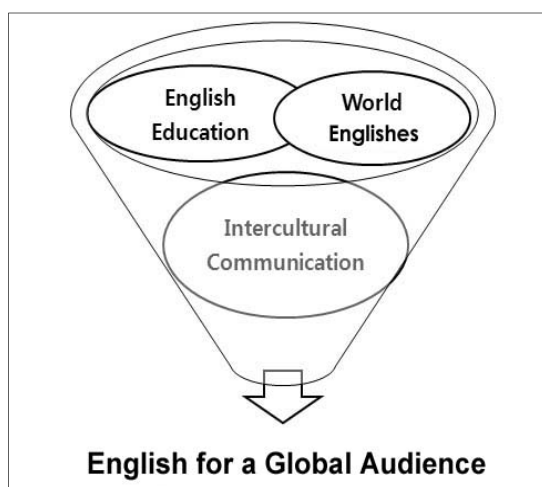 English
Education
World
Englishes
Intercultural
Communication
English for a Global Audience